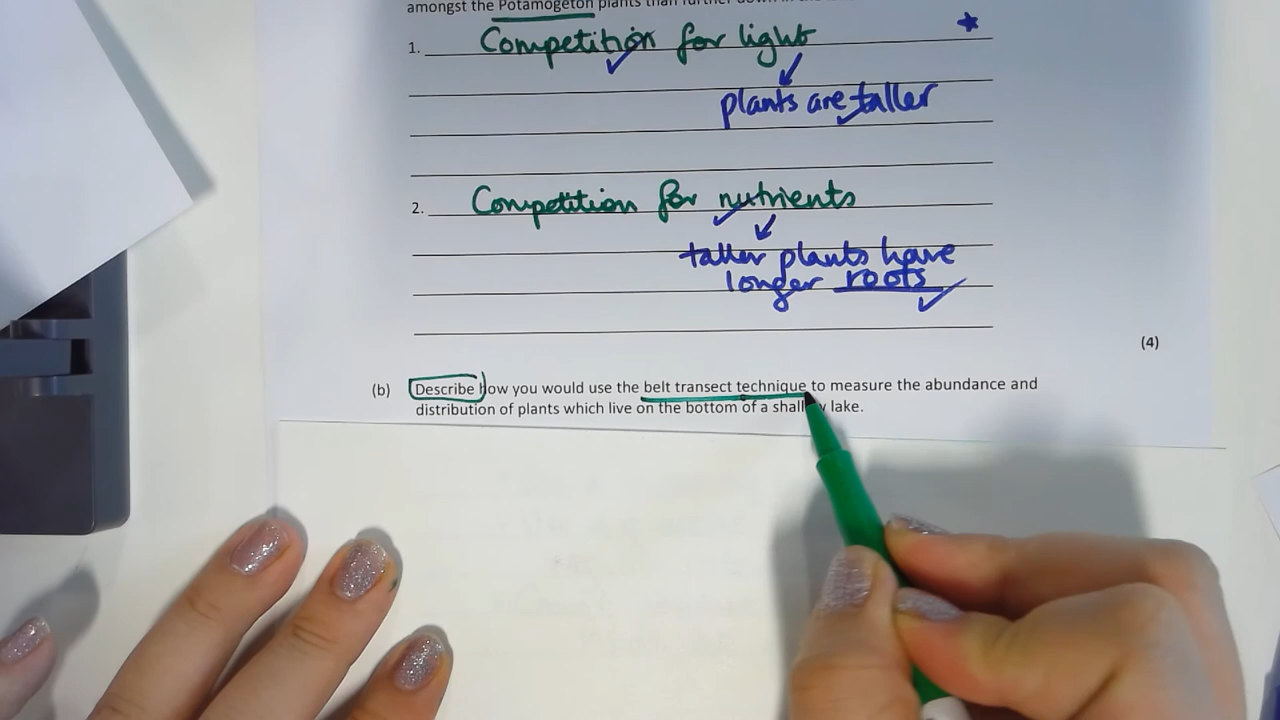 amongst the Potamogeton plants than further down in the
1. Competition for light
plants are taller
2. Competition for nutrients
taller plants have
longer roots
(4)
(b) Describe how you would use the belt transect technique to measure the abundance and
distribution of plants which live on the bottom of a shallow lake.